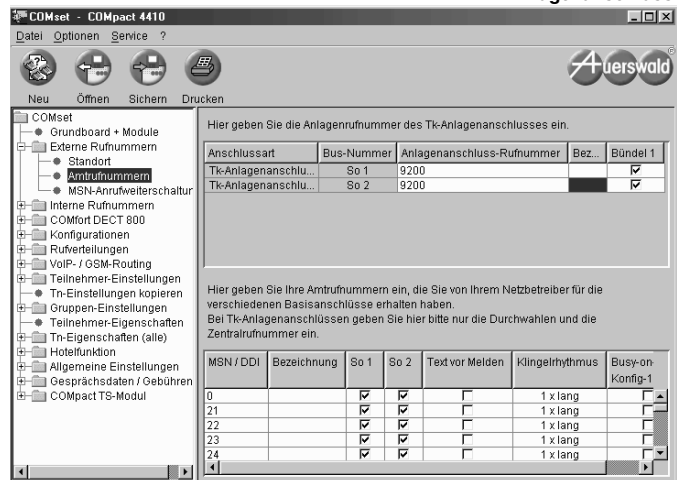 COMset - COMpact 4410
Datei Optionen Service ?
Neu Öffnen Sichern Drucken
Auerswald
COMset
Grundboard + Module
Externe Rufnummern
Standort
Amtrufnummern
MSN-Anrufweiterschaltur
Interne Rufnummern
COMfort DECT 800
Konfigurationen
Rufverteilungen
VoIP- / GSM-Routing
Teilnehmer-Einstellungen
Tn-Einstellungen kopieren
Gruppen-Einstellungen
Teilnehmer-Eigenschaften
Tn-Eigenschaften (alle)
Hotelfunktion
Allgemeine Einstellungen
Gesprächsdaten / Gebühren
COMpact TS-Modul
Hier geben Sie die Anlagenrufnummer des Tk-Anlagenanschlusses ein.
Anschlussart Bus-Nummer Anlagenanschluss-Rufnummer Bez... Bündel 1
Tk-Anlagenanschlu... So 1 9200
Tk-Anlagenanschlu... So 2 9200
Hier geben Sie Ihre Amtrufnummern ein, die Sie von Ihrem Netzbetreiber für die
verschiedenen Basisanschlüsse erhalten haben.
Bei Tk-Anlagenanschlüssen geben Sie hier bitte nur die Durchwahlen und die
Zentralrufnummer ein.
MSN / DDI Bezeichnung So 1 So 2 Text vor Melden Klingelrhythmus Busy-on-
Konfig-1
0 1 x lang
21 1 x lang
22 1 x lang
23 1 x lang
24 1 x lang